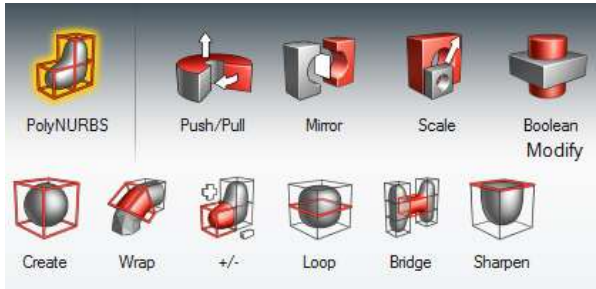 PolyNURBS Push/Pull Mirror Scale Boolean
Modify
Create Wrap +/- Loop Bridge Sharpen